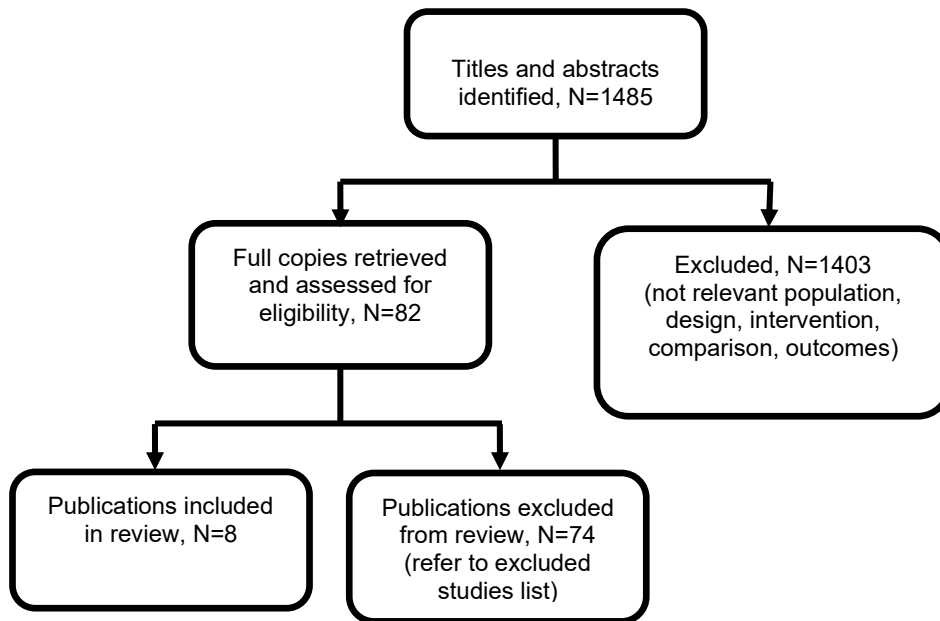 Titles and abstracts
identified, N=1485
Full copies retrieved
and assessed for
eligibility, N=82
Excluded, N=1403
(not relevant population,
design, intervention,
comparison, outcomes)
Publications included
in review, N=8
Publications excluded
from review, N=74
(refer to excluded
studies list)